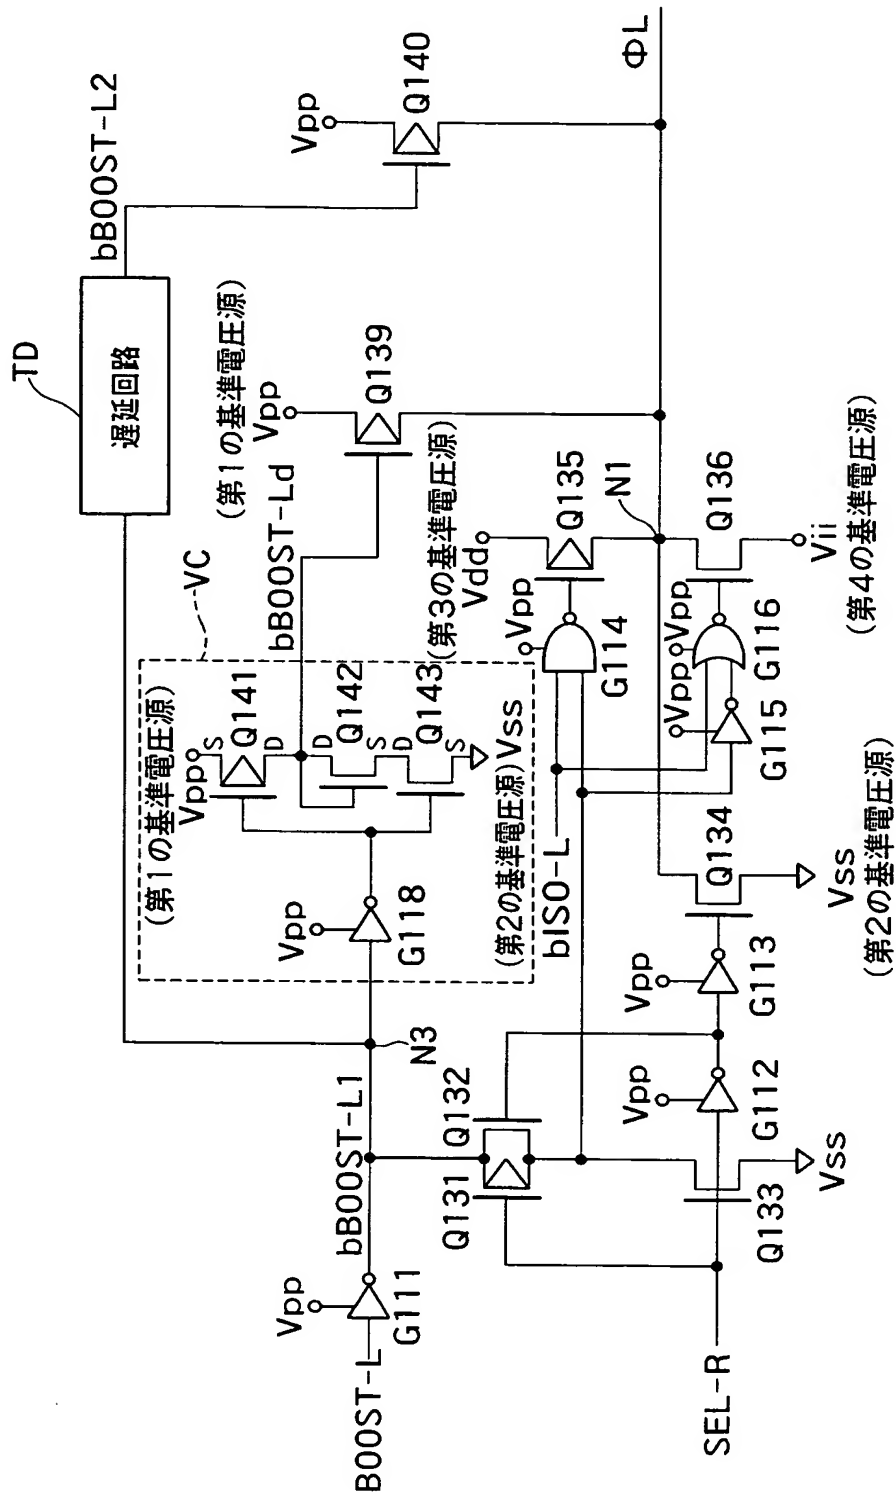 TD
遅延回路
bBOOST-L2
Vpp
Q140
ΦL
VC
(第1の基準電圧源)
Vpp
bBOOST-Ld
Q139
(第1の基準電圧源)
Vpp
S
Q141
D
D
Q142
S
D
Q143
S
Vss
(第2の基準電圧源)
Vpp
G118
N3
(第3の基準電圧源)
Vdd
Vpp
Q135
G114
N1
bISO-L
Vpp
Vpp
G115
G116
Q136
Vii
(第4の基準電圧源)
BOOST-L
Vpp
G111
bBOOST-L1
Q131
Q132
Q133
Vss
SEL-R
Vpp
G112
Vpp
G113
Q134
Vss
(第2の基準電圧源)